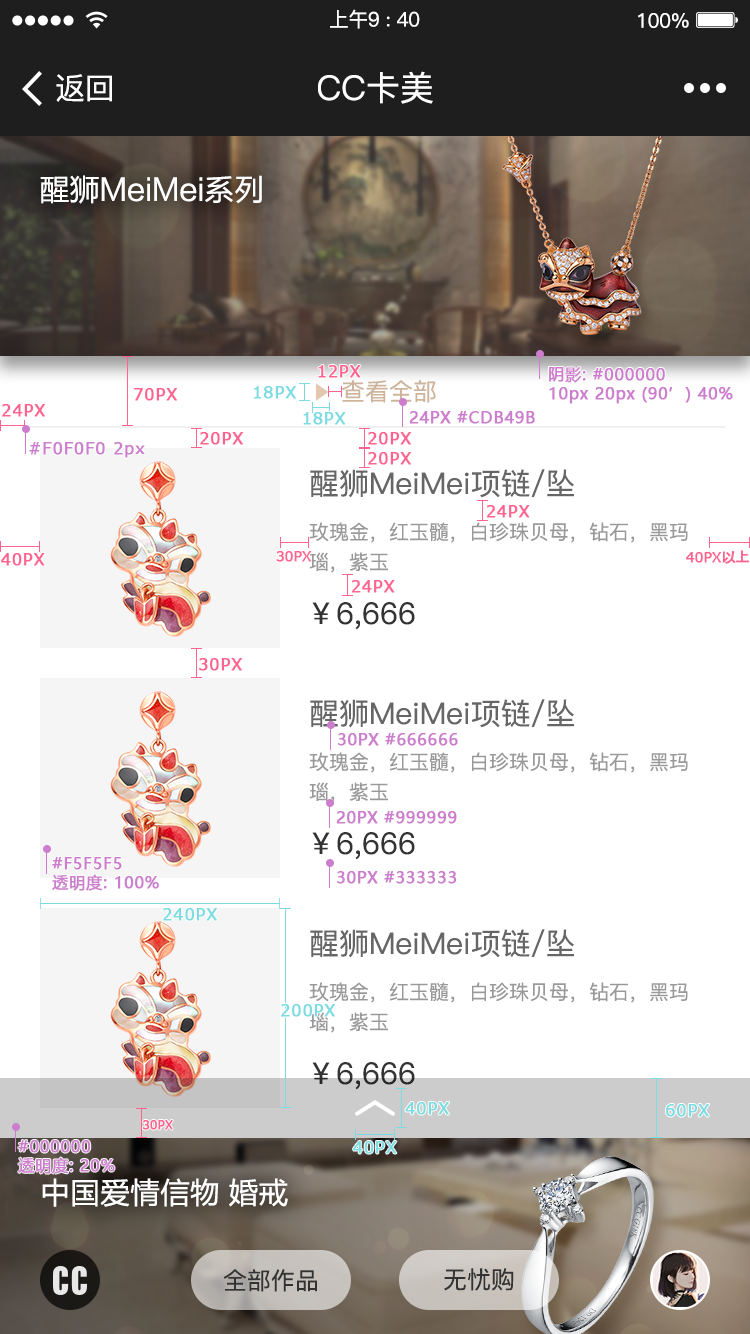 上午9：40
100%
返回
CC卡美
醒狮MeiMei系列
12PX
阴影: #000000
70PX
18PX
查看全部
10px 20px (90′) 40%
24PX
18PX
24PX #CDB49B
#F0F0F0 2px
20PX
20PX
20PX
醒狮MeiMei项链/坠
24PX
玫瑰金，红玉髓，白珍珠贝母，钻石，黑玛
瑙，紫玉
40PX
30PX
40PX以上
24PX
￥6,666
30PX
醒狮MeiMei项链/坠
30PX #666666
玫瑰金，红玉髓，白珍珠贝母，钻石，黑玛
瑙，紫玉
20PX #999999
￥6,666
#F5F5F5
透明度: 100%
30PX #333333
240PX
醒狮MeiMei项链/坠
玫瑰金，红玉髓，白珍珠贝母，钻石，黑玛
200PX
瑙，紫玉
￥6,666
40PX
60PX
30PX
40PX
#000000
透明度: 20%
中国爱情信物 婚戒
CC
全部作品
无忧购